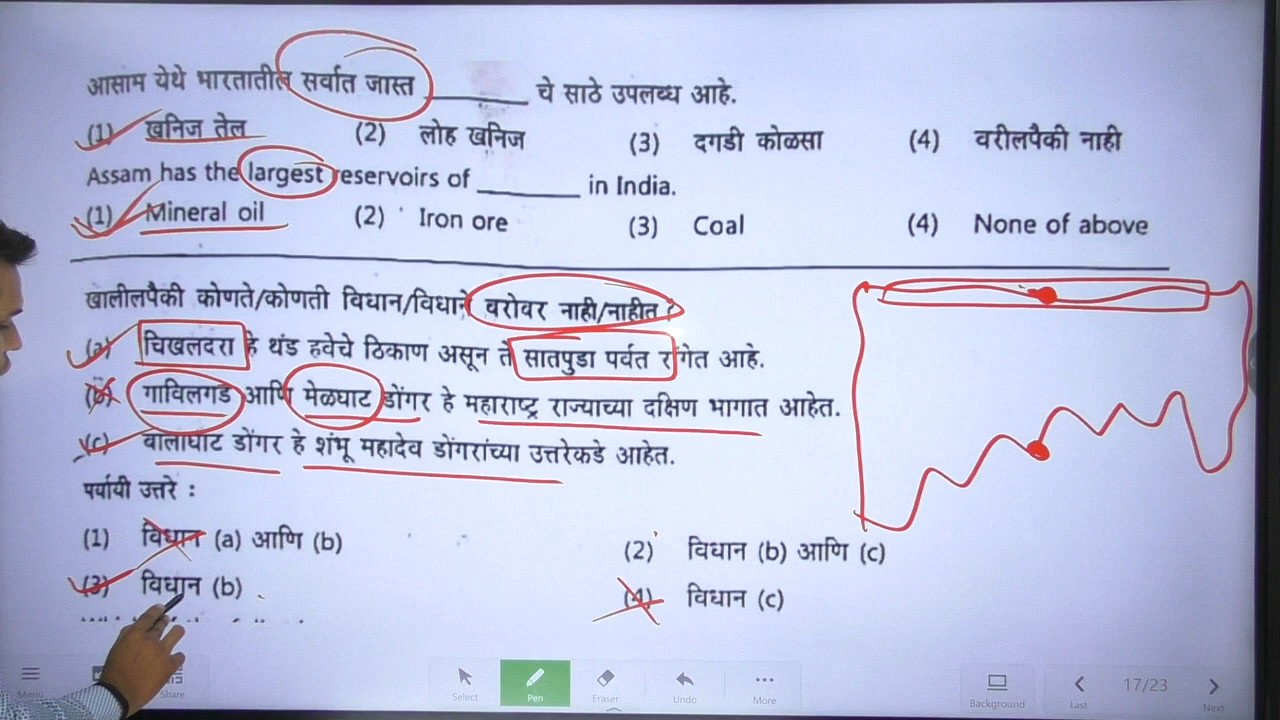 आसाम येथे भारतातील सर्वात जास्त ________ चे साठे उपलब्ध आहे.
(1) खनिज तेल (2) लोह खनिज (3) दगडी कोळसा (4) वरीलपैकी नाही
Assam has the largest reservoirs of ________ in India.
(1) Mineral oil (2) Iron ore (3) Coal (4) None of above
खालीलपैकी कोणते/कोणती विधान/विधाने बरोबर नाही/नाहीत ?
(a) चिखलदरा हे थंड हवेचे ठिकाण असून ते सातपुडा पर्वत रांगेत आहे.
(b) गाविलगड आणि मेळघाट डोंगर हे महाराष्ट्र राज्याच्या दक्षिण भागात आहेत.
(c) बालाघाट डोंगर हे शंभू महादेव डोंगरांच्या उत्तरेकडे आहेत.
पर्यायी उत्तरे :
(1) विधान (a) आणि (b) (2) विधान (b) आणि (c)
(3) विधान (b) (4) विधान (c)
Menu Share Select Pen Eraser Undo More Background Last 17/23 Next